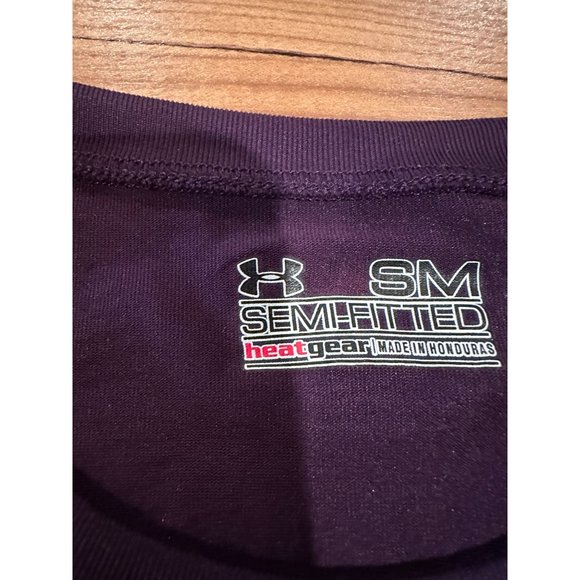 SM
SEMI-FITTED
heatgear | MADE IN HONDURAS